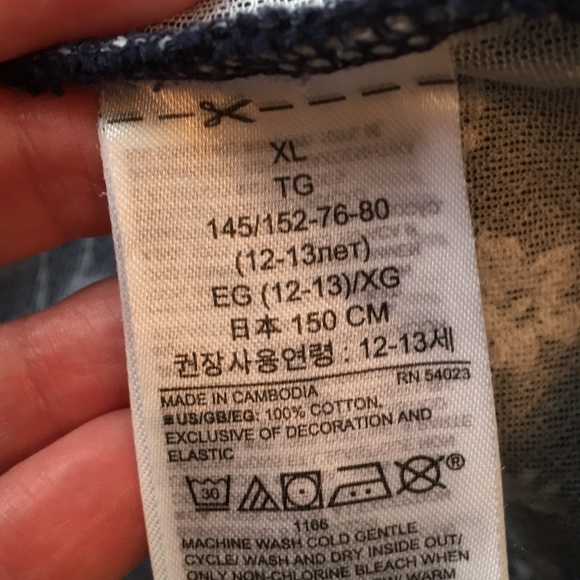 XL
TG
145/152-76-80
(12-13лет)
EG (12-13)/XG
日本 150 CM
권장사용연령 : 12-13세
RN 54023
MADE IN CAMBODIA
US/GB/EG: 100% COTTON,
EXCLUSIVE OF DECORATION AND
ELASTIC
30
®
1166
MACHINE WASH COLD GENTLE
CYCLE/ WASH AND DRY INSIDE OUT/
ONLY NON-CHLORINE BLEACH WHEN
WARM